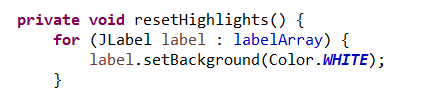 private void resetHighlights() {
    for (JLabel label : labelArray) {
        label.setBackground(Color.WHITE);
    }